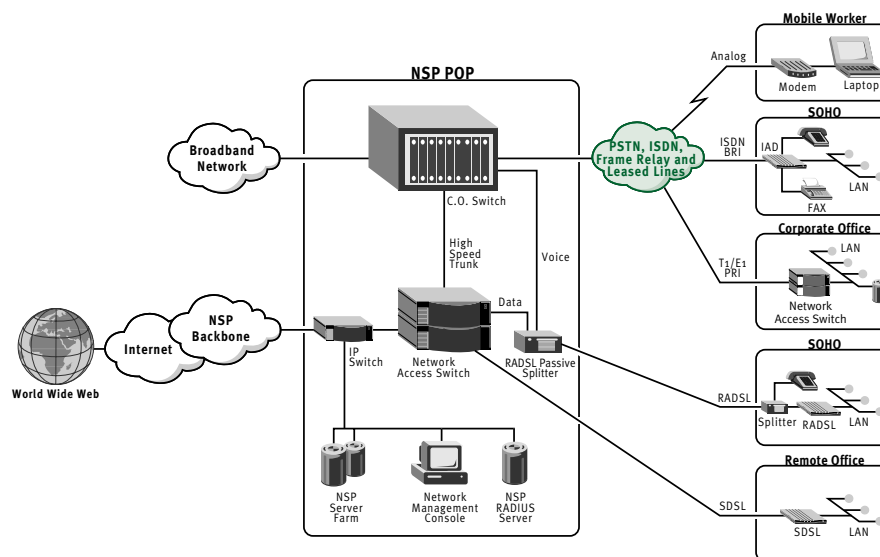 Mobile Worker
Analog
Modem
Laptop
NSP POP
SOHO
ISDN
BRI
IAD
LAN
FAX
Broadband
Network
PSTN, ISDN,
Frame Relay and
Leased Lines
C.O. Switch
Corporate Office
LAN
T1/E1
PRI
Network
Access Switch
High
Speed
Trunk
Voice
Data
NSP
Backbone
Internet
World Wide Web
IP
Switch
Network
Access Switch
RADSL Passive
Splitter
SOHO
RADSL
Splitter
RADSL
LAN
Remote Office
SDSL
SDSL
LAN
NSP
Server
Farm
Network
Management
Console
NSP
RADIUS
Server